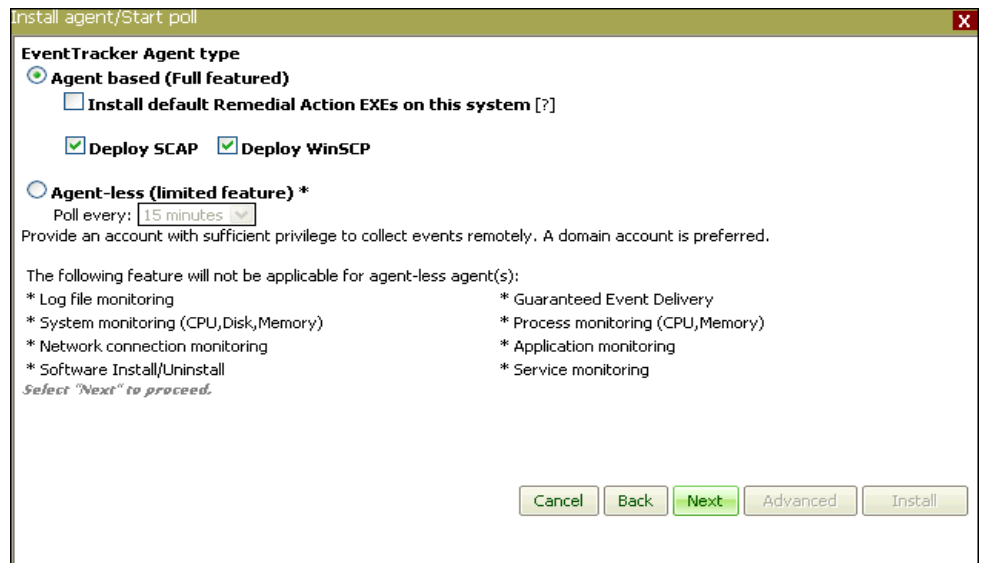 Install agent/Start poll X
EventTracker Agent type
Agent based (Full featured)
Install default Remedial Action EXEs on this system [?]
Deploy SCAP Deploy WinSCP
Agent-less (limited feature) *
Poll every: 15 minutes
Provide an account with sufficient privilege to collect events remotely. A domain account is preferred.
The following feature will not be applicable for agent-less agent(s):
* Log file monitoring * Guaranteed Event Delivery
* System monitoring (CPU,Disk,Memory) * Process monitoring (CPU,Memory)
* Network connection monitoring * Application monitoring
* Software Install/Uninstall * Service monitoring
Select "Next" to proceed.
Cancel Back Next Advanced Install